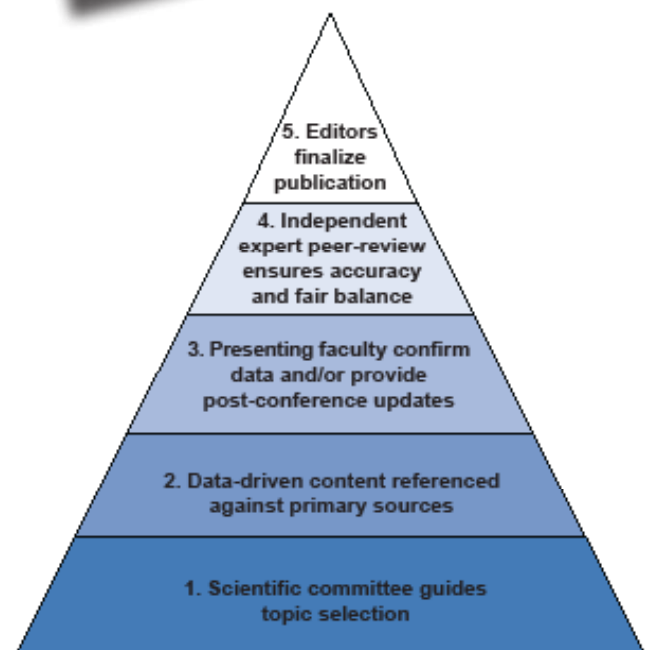 5. Editors
finalize
publication
4. Independent
expert peer-review
ensures accuracy
and fair balance
3. Presenting faculty confirm
data and/or provide
post-conference updates
2. Data-driven content referenced
against primary sources
1. Scientific committee guides
topic selection